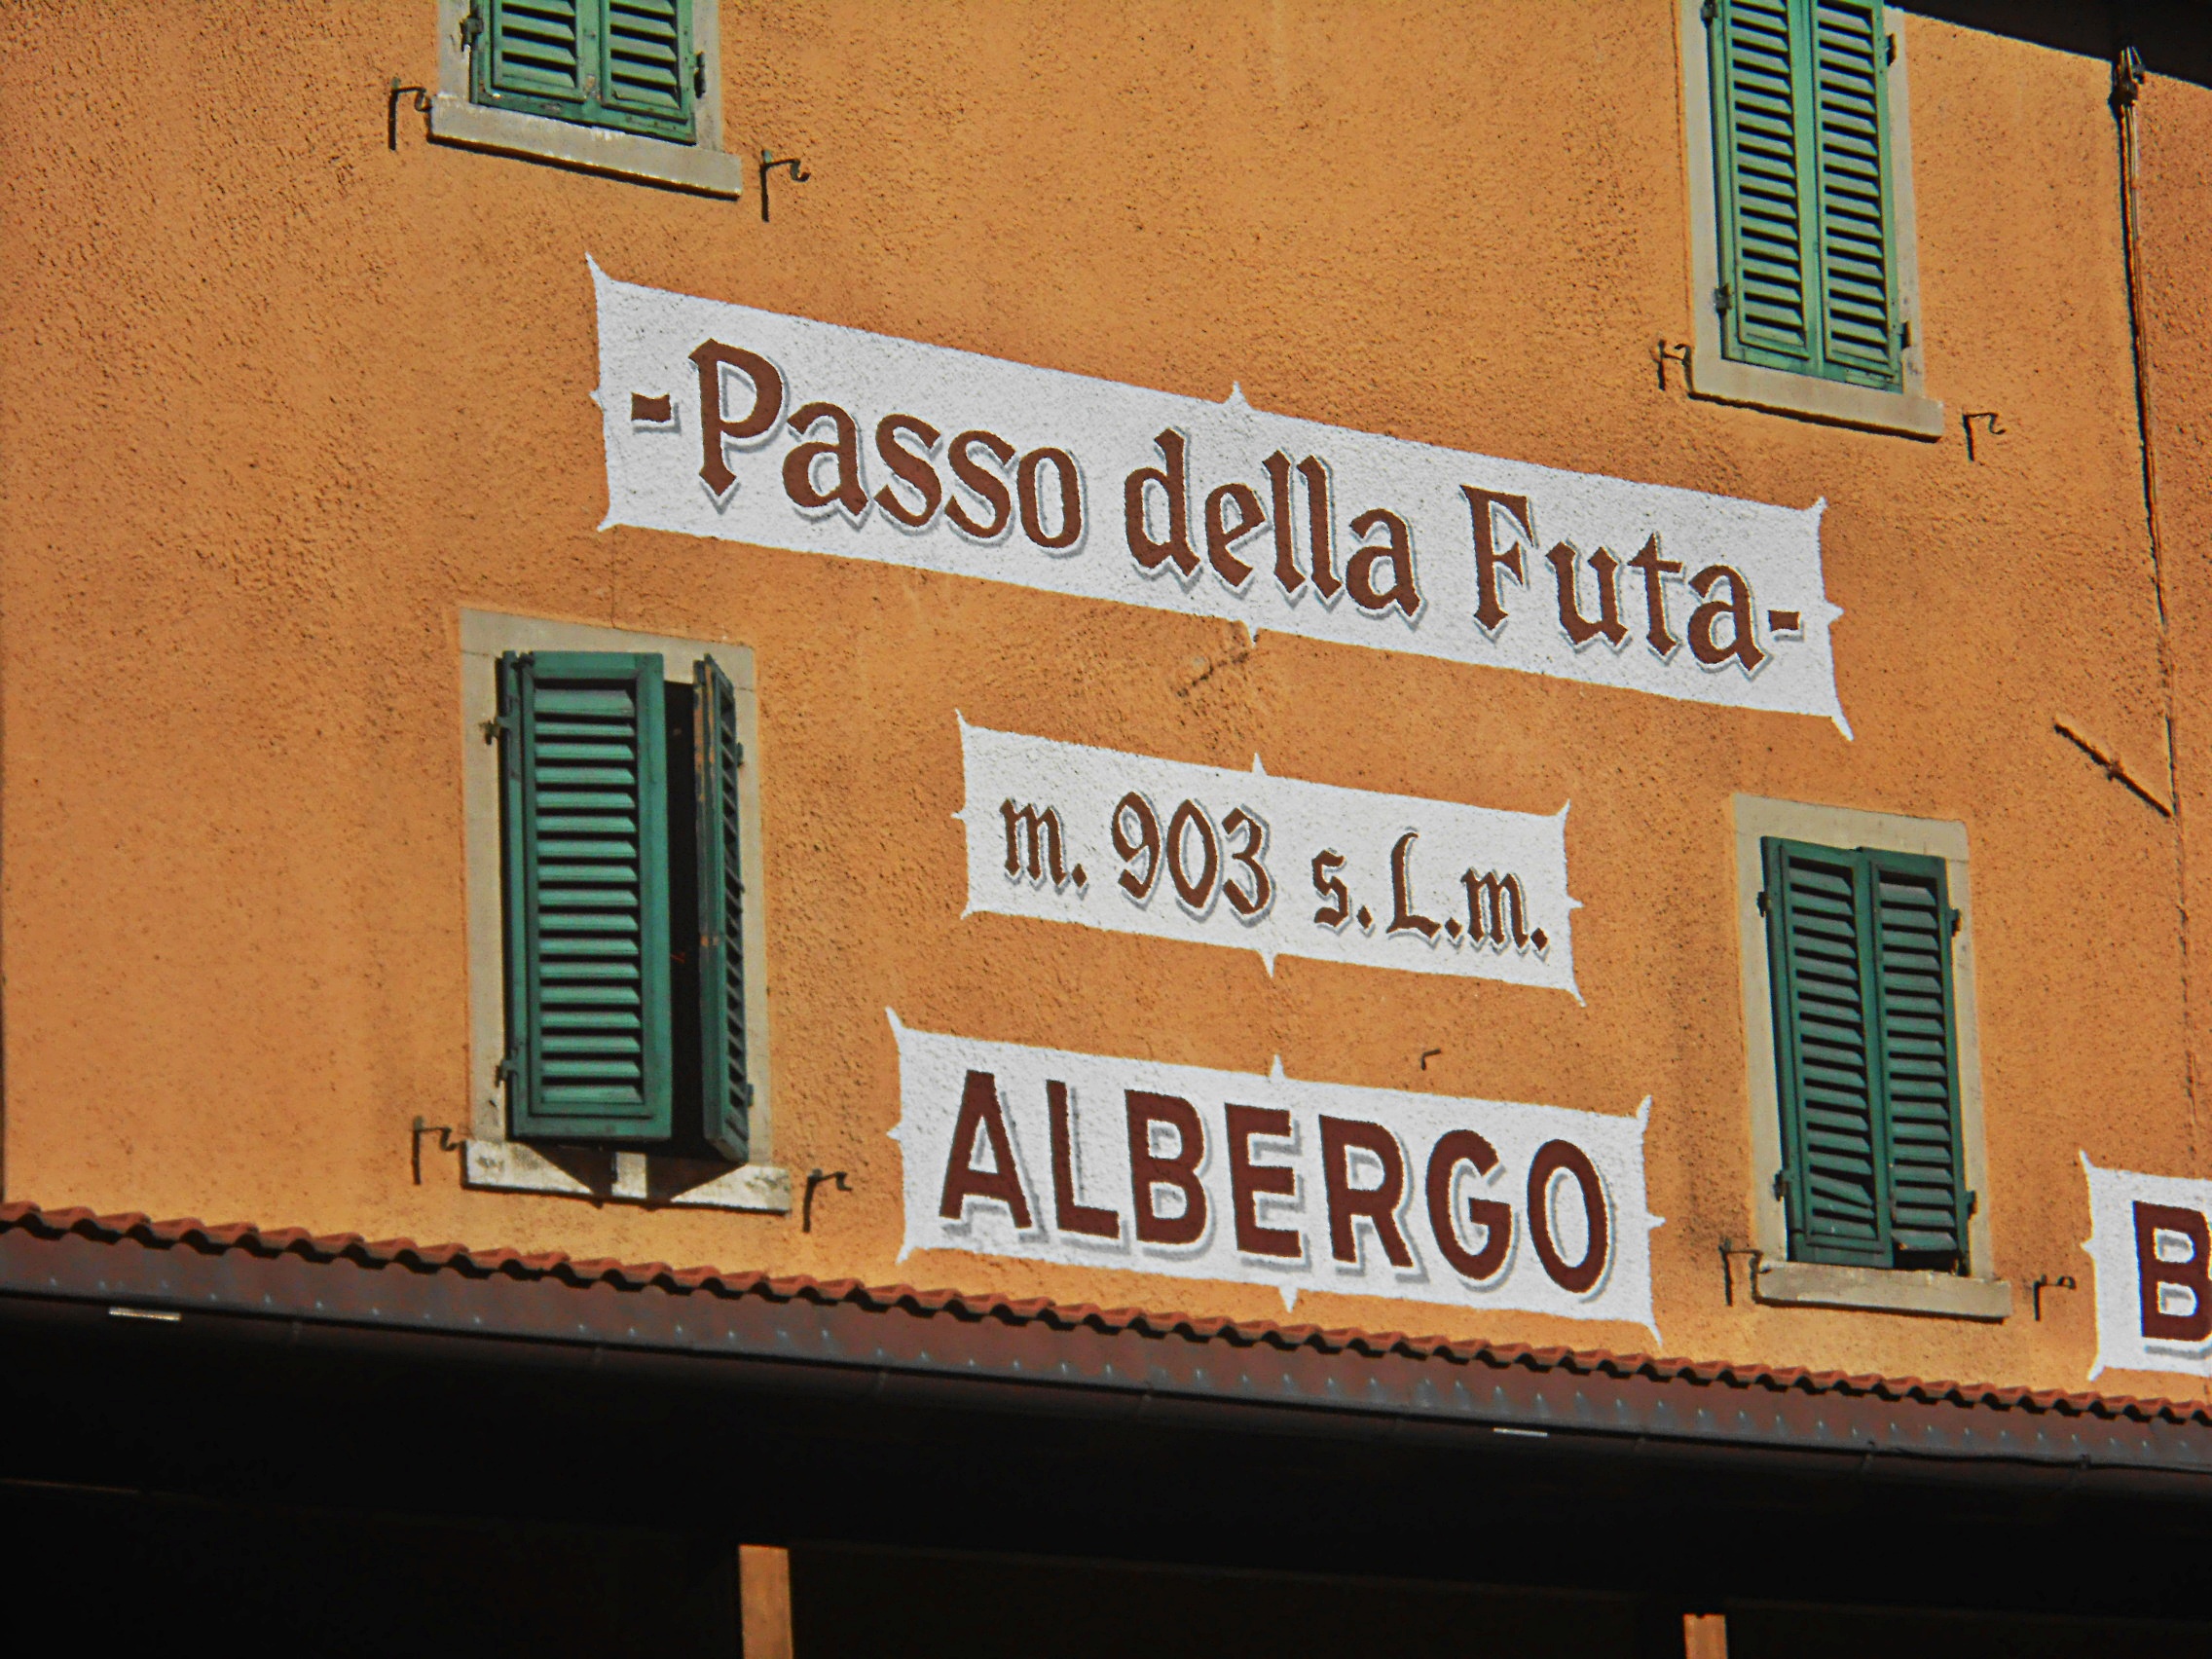 -Passo della Futa-
m. 903 s.L.m.
ALBERGO
B